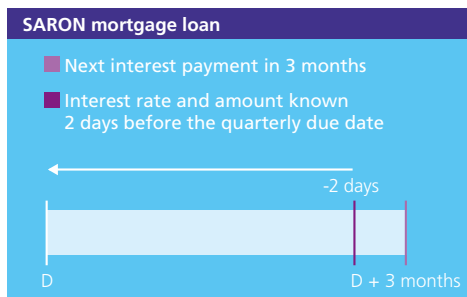 SARON mortgage loan
Next interest payment in 3 months
Interest rate and amount known
2 days before the quarterly due date
-2 days
D
D + 3 months